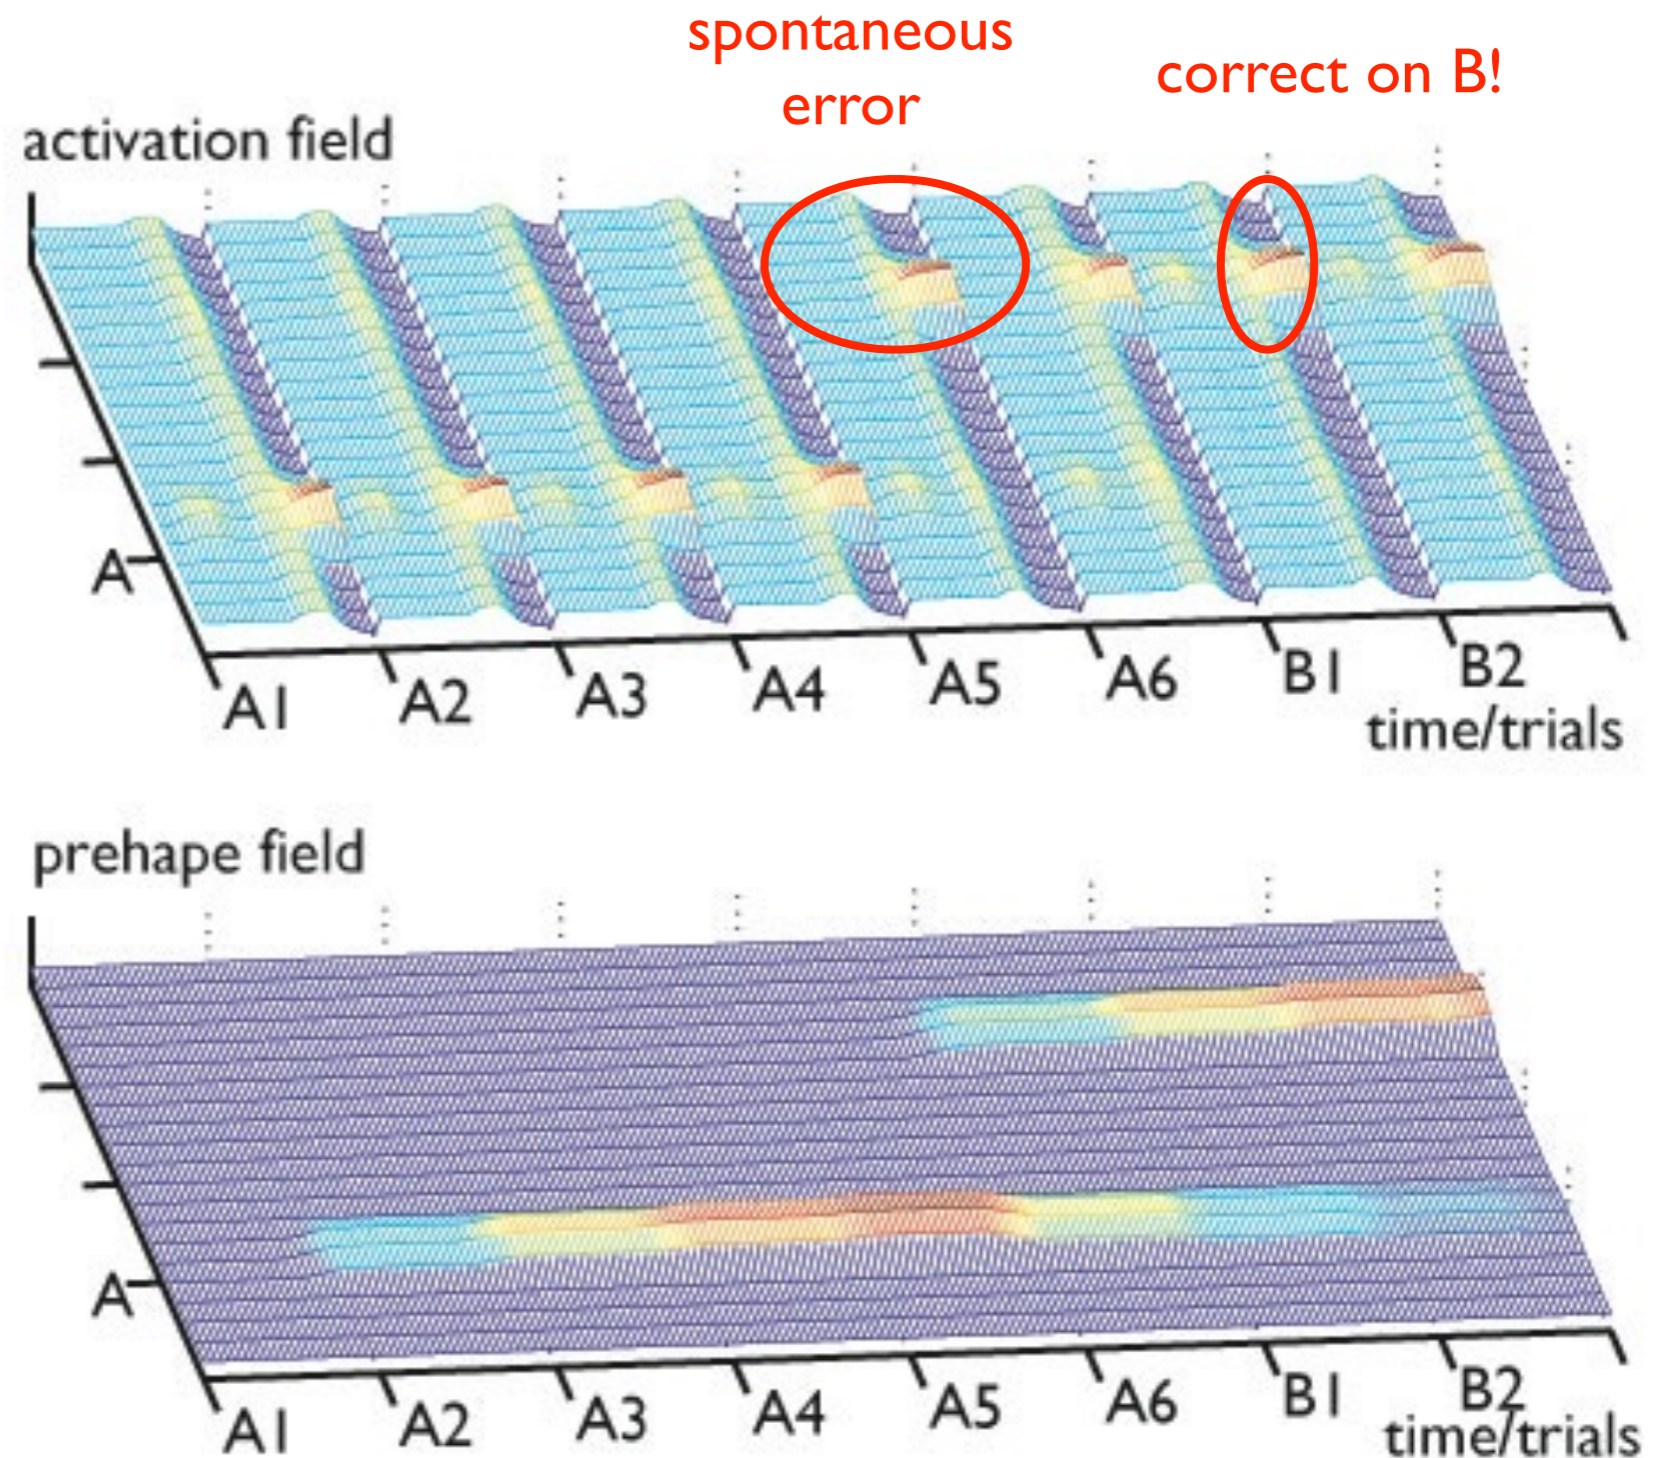 spontaneous
error
correct on B!
activation field
A
A1 A2 A3 A4 A5 A6 B1 B2
time/trials
prehape field
A
A1 A2 A3 A4 A5 A6 B1 B2
time/trials